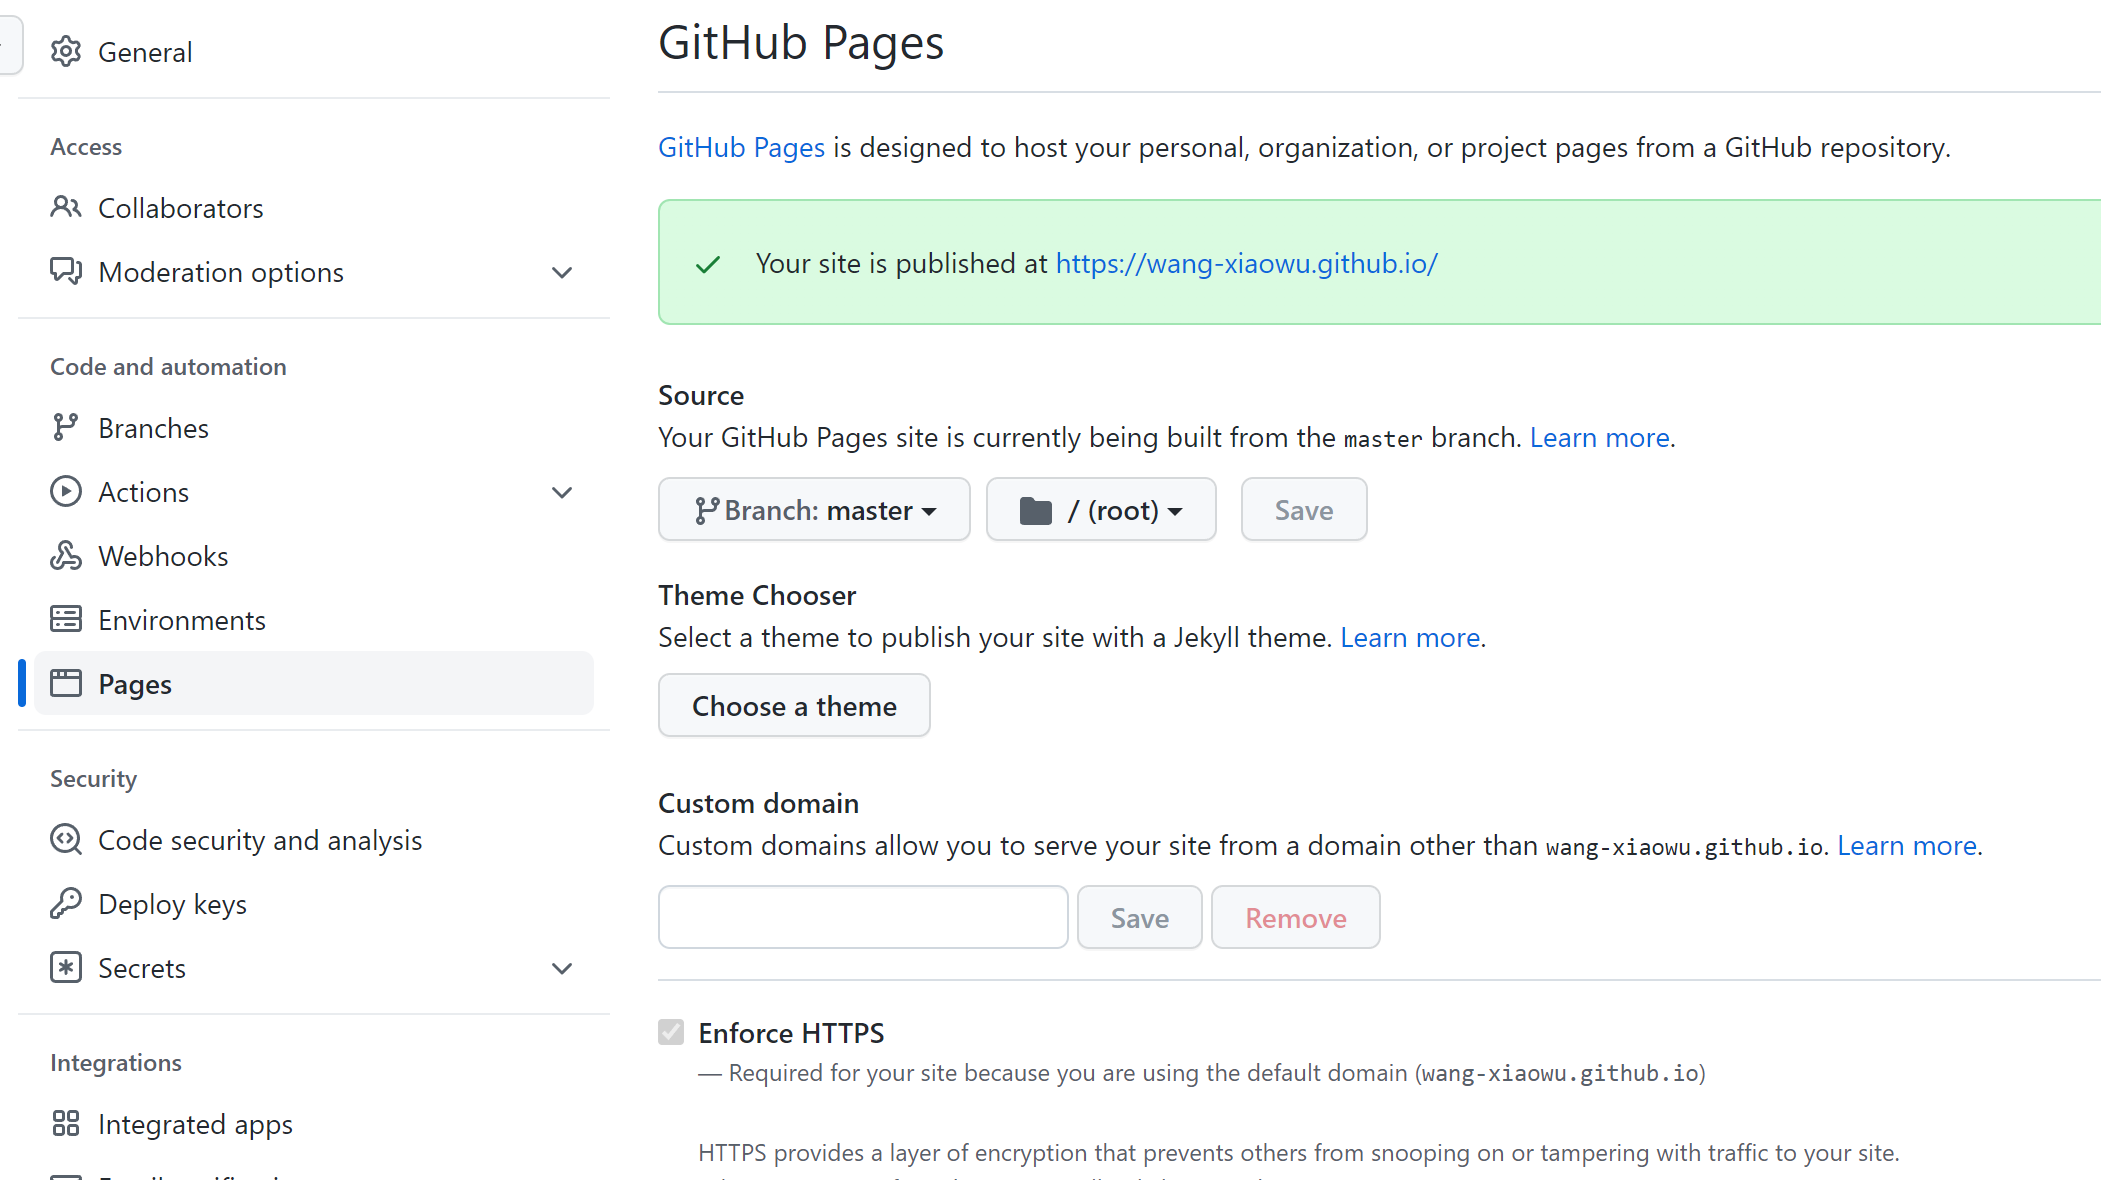 General
Access
Collaborators
Moderation options
Code and automation
Branches
Actions
Webhooks
Environments
Pages
Security
Code security and analysis
Deploy keys
Secrets
Integrations
Integrated apps
GitHub Pages
GitHub Pages is designed to host your personal, organization, or project pages from a GitHub repository.
Your site is published at https://wang-xiaowu.github.io/
Source
Your GitHub Pages site is currently being built from the master branch. Learn more.
Branch: master / (root) Save
Theme Chooser
Select a theme to publish your site with a Jekyll theme. Learn more.
Choose a theme
Custom domain
Custom domains allow you to serve your site from a domain other than wang-xiaowu.github.io. Learn more.
Save Remove
Enforce HTTPS
— Required for your site because you are using the default domain (wang-xiaowu.github.io)
HTTPS provides a layer of encryption that prevents others from snooping on or tampering with traffic to your site.